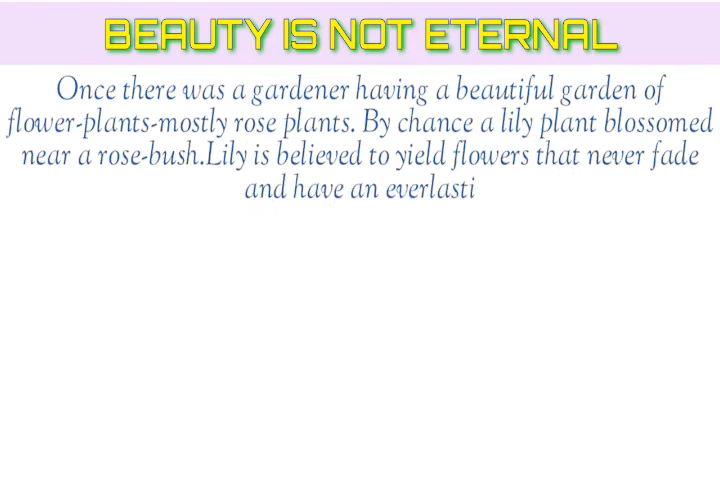 BEAUTY IS NOT ETERNAL
Once there was a gardener having a beautiful garden of
flower-plants-mostly rose plants. By chance a lily plant blossomed
near a rose-bush.Lily is believed to yield flowers that never fade
and have an everlasti